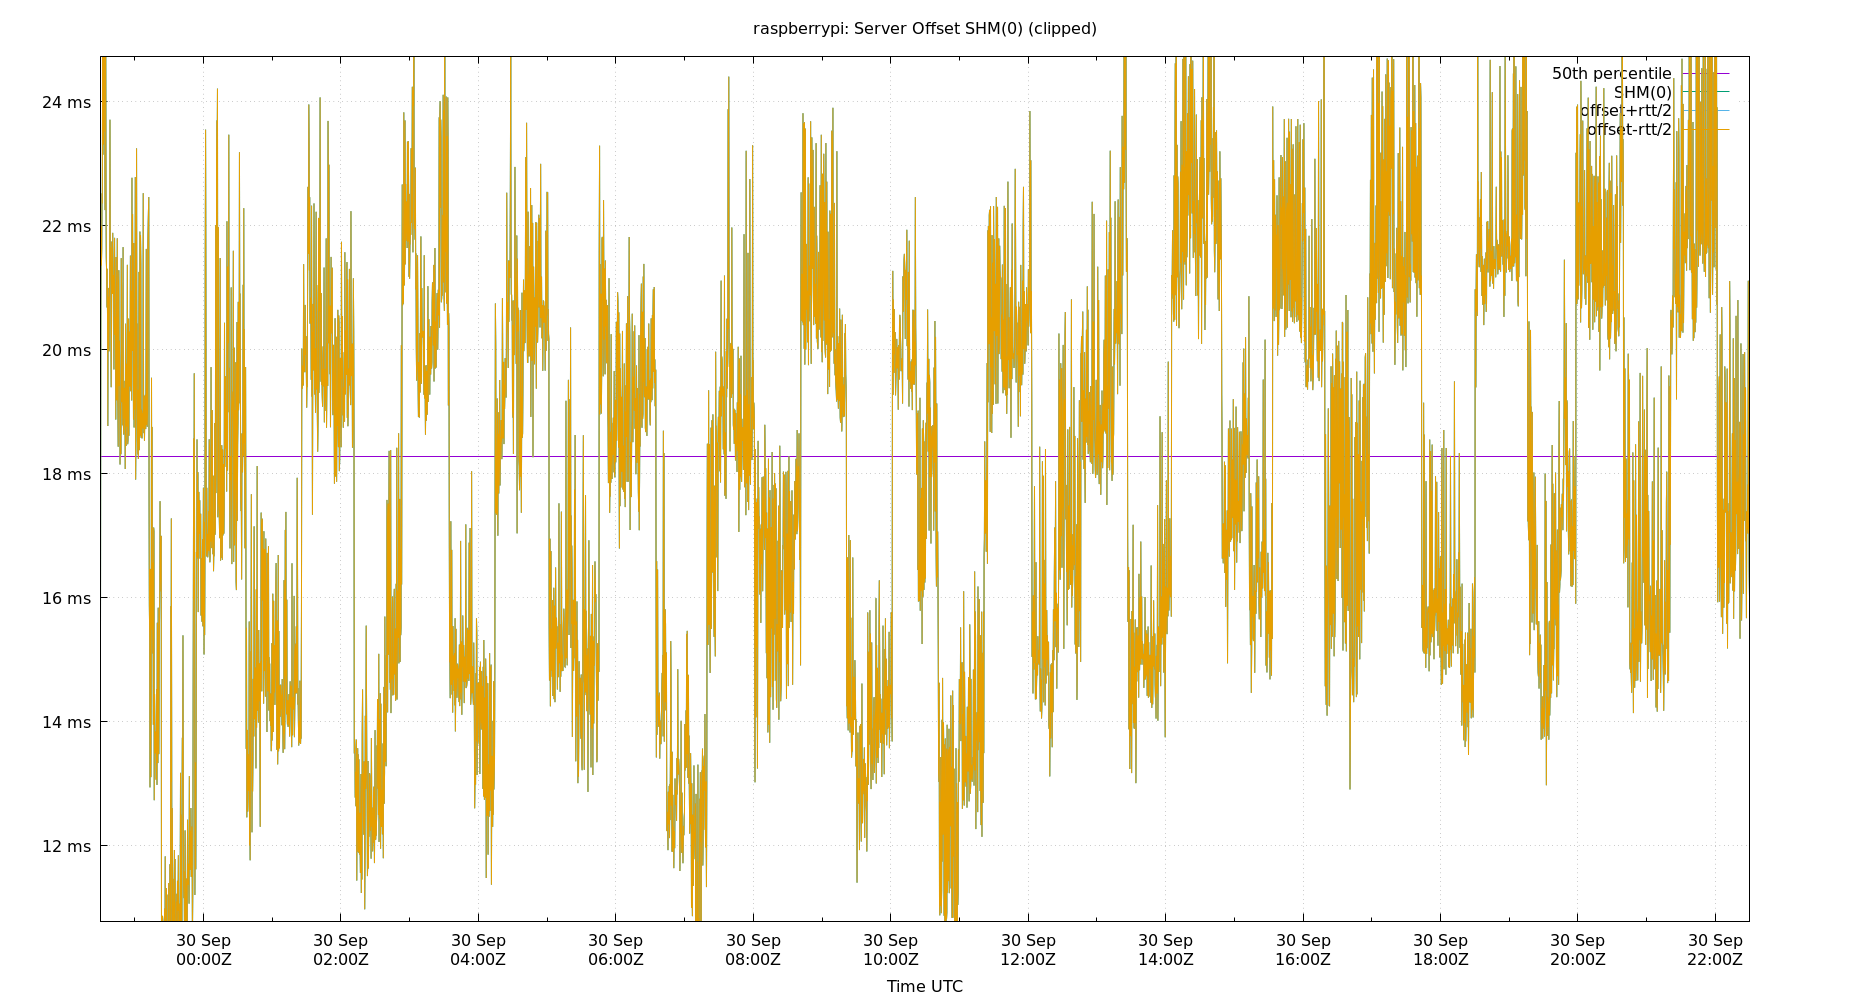 raspberrypi: Server Offset SHM(0) (clipped)
50th percentile
SHM(0)
offset+rtt/2
offset-rtt/2
24 ms
22 ms
20 ms
18 ms
16 ms
14 ms
12 ms
30 Sep 30 Sep 30 Sep 30 Sep 30 Sep 30 Sep 30 Sep 30 Sep 30 Sep 30 Sep 30 Sep 30 Sep
00:00Z 02:00Z 04:00Z 06:00Z 08:00Z 10:00Z 12:00Z 14:00Z 16:00Z 18:00Z 20:00Z 22:00Z
Time UTC